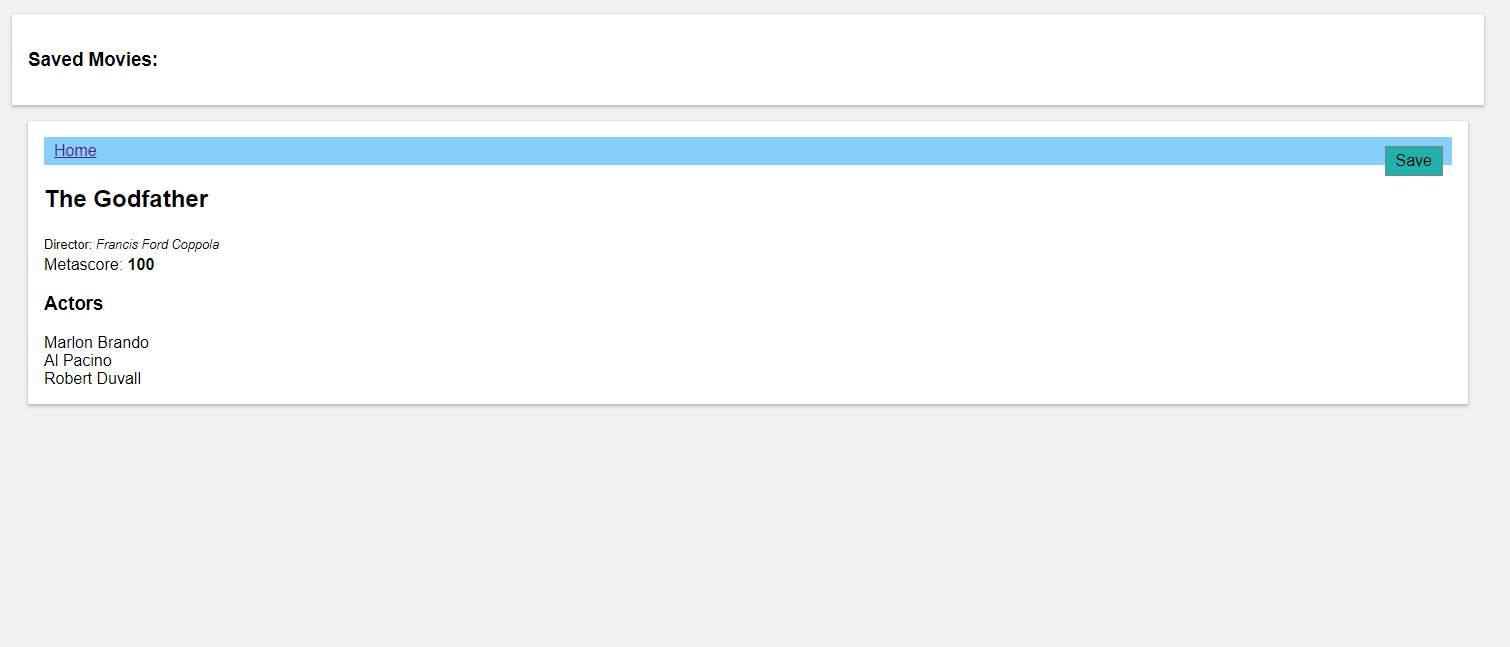 Saved Movies:
Home
Save
The Godfather
Director: Francis Ford Coppola
Metascore: 100
Actors
Marlon Brando
Al Pacino
Robert Duvall